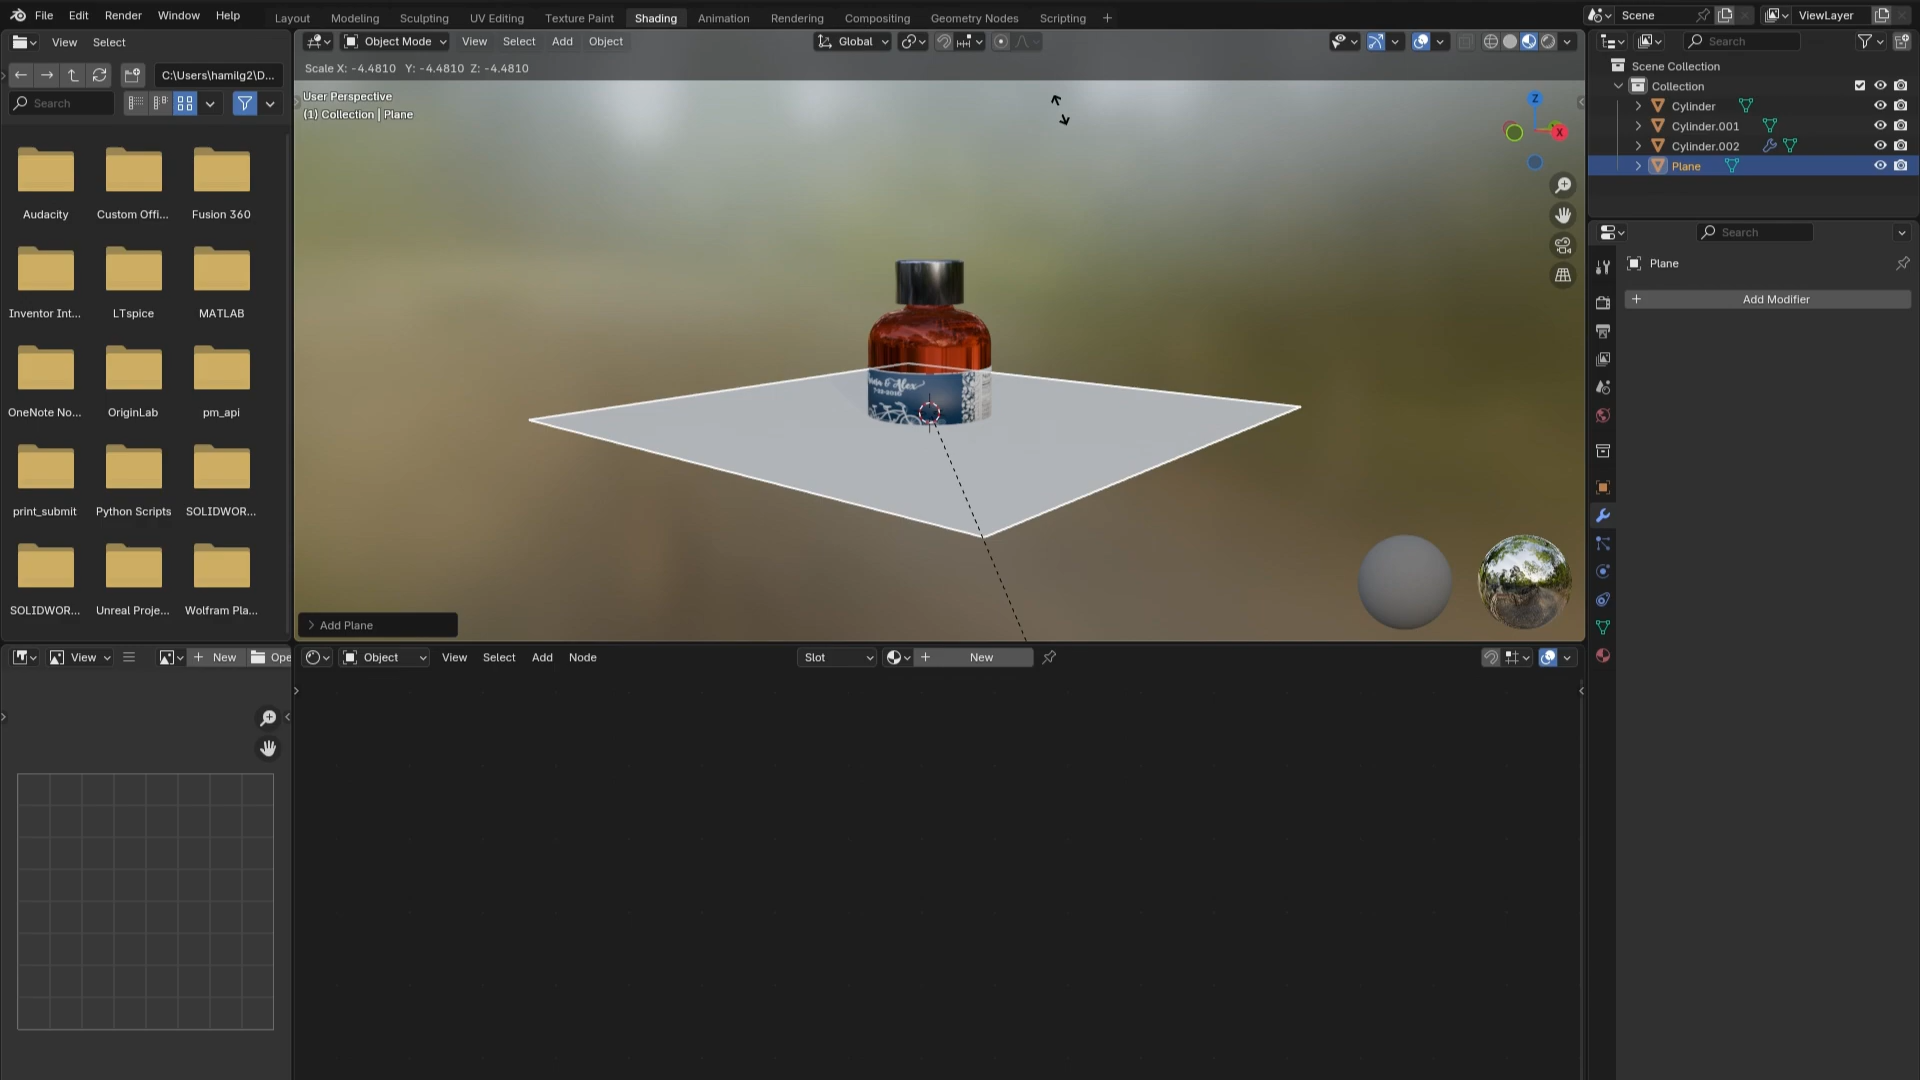 File Edit Render Window Help
Layout Modeling Sculpting UV Editing Texture Paint Shading Animation Rendering Compositing Geometry Nodes Scripting
Scene
ViewLayer
View Select
Object Mode View Select Add Object
Global
Search
Scale X: -4.4810 Y: -4.4810 Z: -4.4810
Scene Collection
C:\Users\hamilg2\D...
Collection
Search
User Perspective
(1) Collection | Plane
Z
X
Cylinder
Cylinder.001
Cylinder.002
Plane
Audacity
Custom Offi...
Fusion 360
Search
Plane
Add Modifier
Inventor Int...
LTspice
MATLAB
& Alex
OneNote No...
OriginLab
pm_api
print_submit
Python Scripts
SOLIDWOR...
SOLIDWOR...
Unreal Proje...
Wolfram Pla...
Add Plane
View
New
Ope
Object View Select Add Node
Slot
New